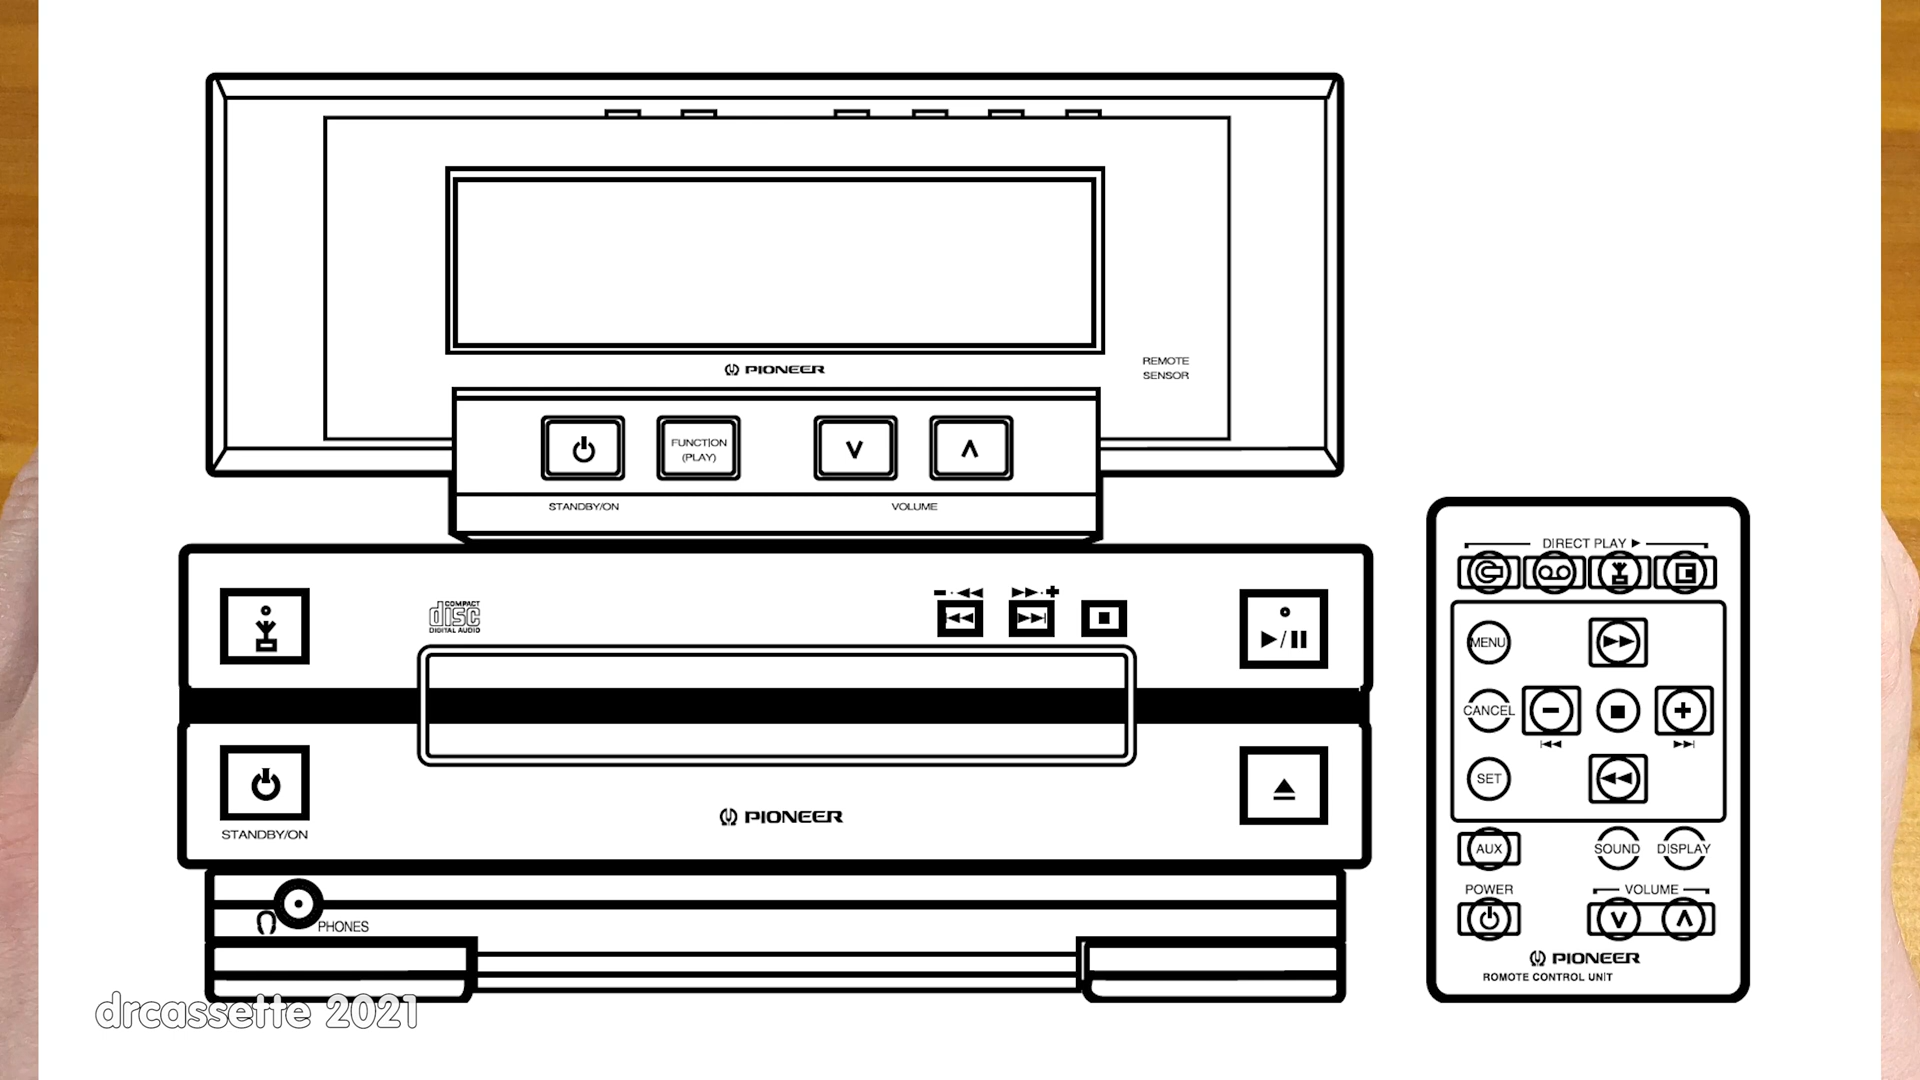 PIONEER
REMOTE
SENSOR
FUNCTION
(PLAY)
STANDBY/ON
VOLUME
COMPACT
disc
DIGITAL AUDIO
STANDBY/ON
PIONEER
PHONES
DIRECT PLAY
MENU
CANCEL
SET
AUX
SOUND
DISPLAY
POWER
VOLUME
PIONEER
ROMOTE CONTROL UNIT
drcassette 2021